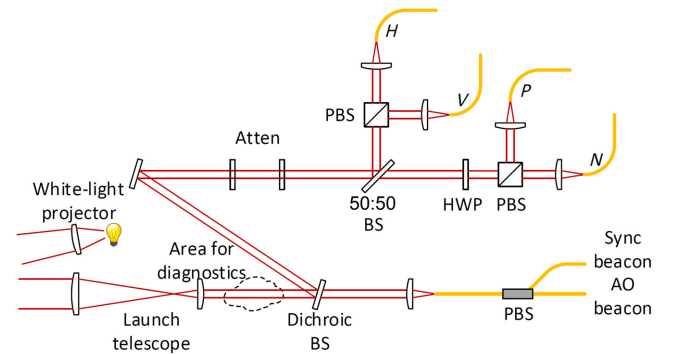 H
V
P
N
PBS
Atten
50:50
BS
HWP
PBS
White-light
projector
Area for
diagnostics
Launch
telescope
Dichroic
BS
PBS
Sync
beacon
AO
beacon